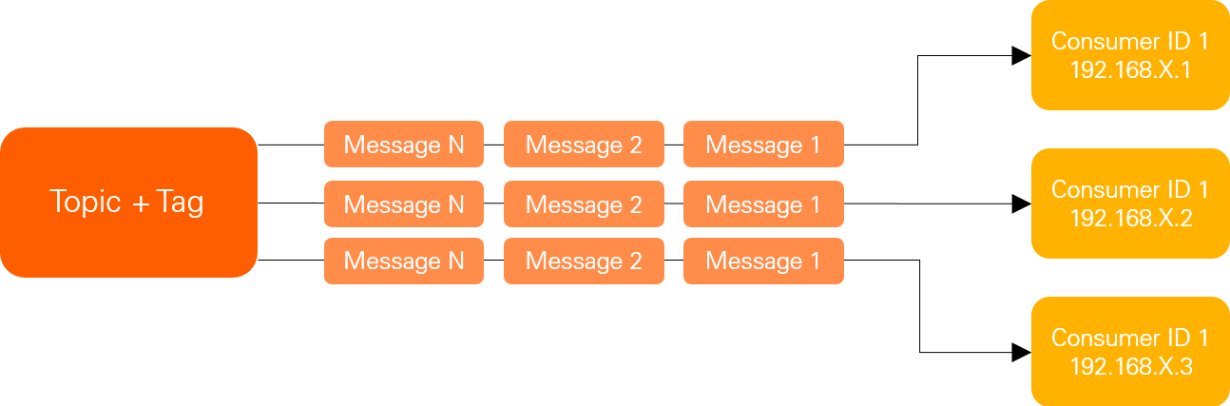 Consumer ID 1
192.168.X.1
Message N
Message 2
Message 1
Topic + Tag
Message N
Message 2
Message 1
Consumer ID 1
192.168.X.2
Message N
Message 2
Message 1
Consumer ID 1
192.168.X.3